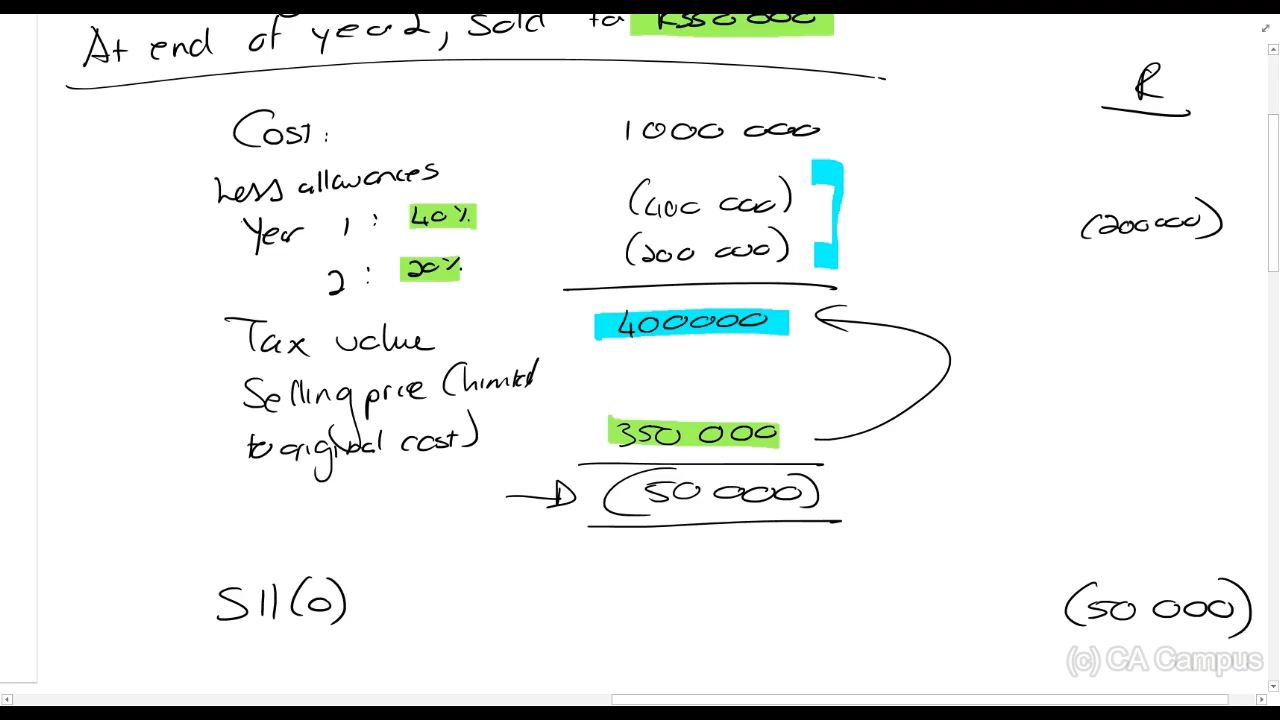 At end of year 2, sold for R350 000
R
Cost: 1000 000
Less allowances
Year 1: 40% (400 000) (200 000)
2: 20% (200 000)
Tax value 400000
Selling price (limited
to original cost) 350 000
(50 000)
S11(o) (50 000)
(c) CA Campus